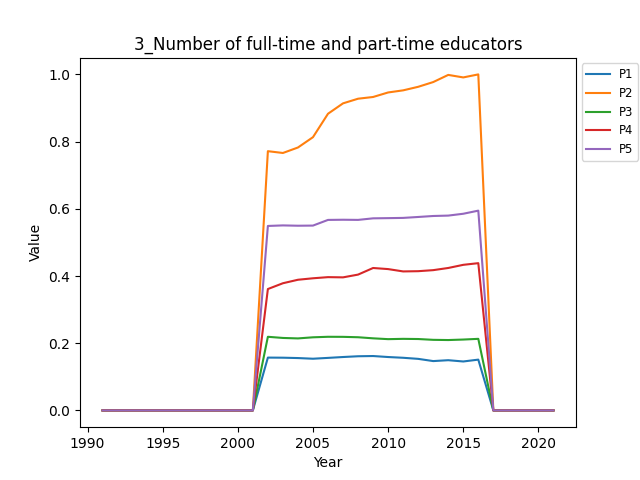 3_Number of full-time and part-time educators
1.0
0.8
0.6
0.4
0.2
0.0
Value
1990 1995 2000 2005 2010 2015 2020
Year
P1
P2
P3
P4
P5